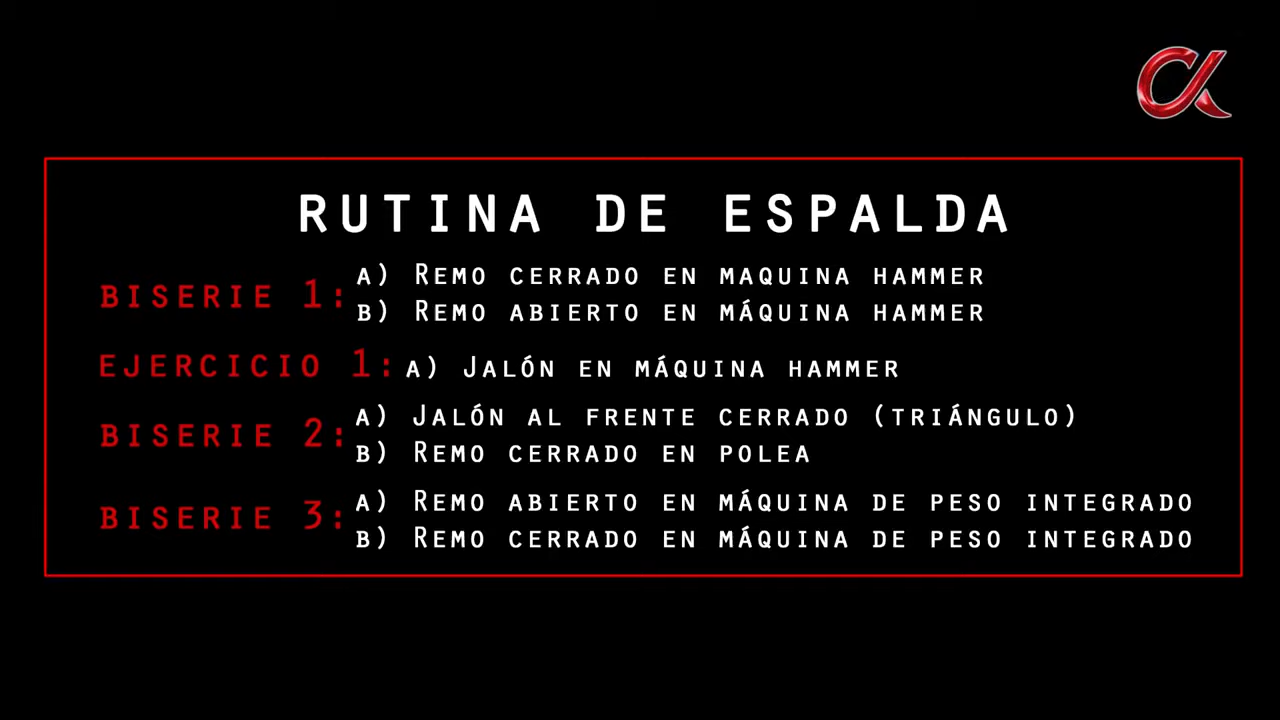 RUTINA DE ESPALDA
BISERIE 1:
A) REMO CERRADO EN MAQUINA HAMMER
B) REMO ABIERTO EN MÁQUINA HAMMER
EJERCICIO 1: A) JALÓN EN MÁQUINA HAMMER
BISERIE 2:
A) JALÓN AL FRENTE CERRADO (TRIÁNGULO)
B) REMO CERRADO EN POLEA
BISERIE 3:
A) REMO ABIERTO EN MÁQUINA DE PESO INTEGRADO
B) REMO CERRADO EN MÁQUINA DE PESO INTEGRADO